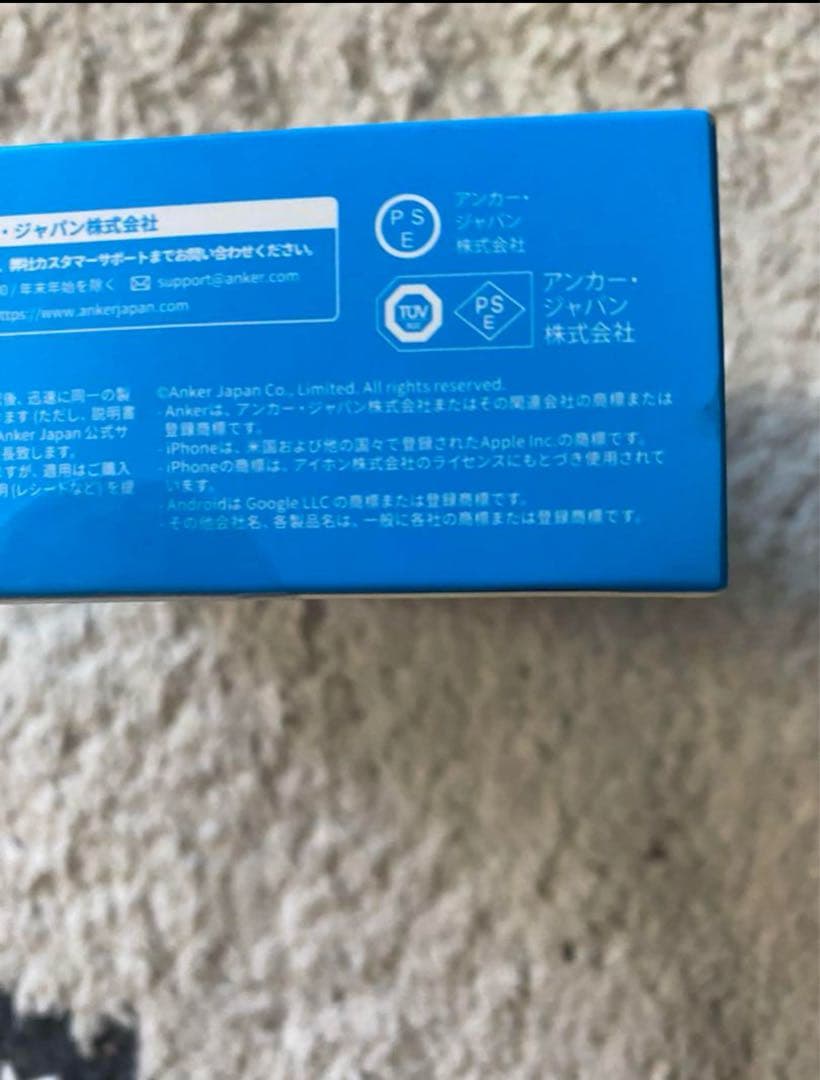 ・ジャパン株式会社
弊社カスタマーサポートまでお問い合わせください。
/ 年末年始を除く support@anker.com
ttps://www.ankerjapan.com
PSE
アンカー・
ジャパン
株式会社
TÜV
PSE
アンカー・
ジャパン
株式会社
後、迅速に同一の製
ます (ただし、説明書
Anker Japan 公式サ
長致します。
すが、適用はご購入
明 (レシードなど) を提
©Anker Japan Co., Limited. All rights reserved.
· Ankerは、アンカー・ジャパン株式会社またはその関連会社の商標または
登録商標です。
· iPhoneは、米国および他の国々で登録されたApple Inc.の商標です。
· iPhoneの商標は、アイホン株式会社のライセンスにもとづき使用されて
います。
· Androidは Google LLC の商標または登録商標です。
· その他会社名、各製品名は、一般に各社の商標または登録商標です。